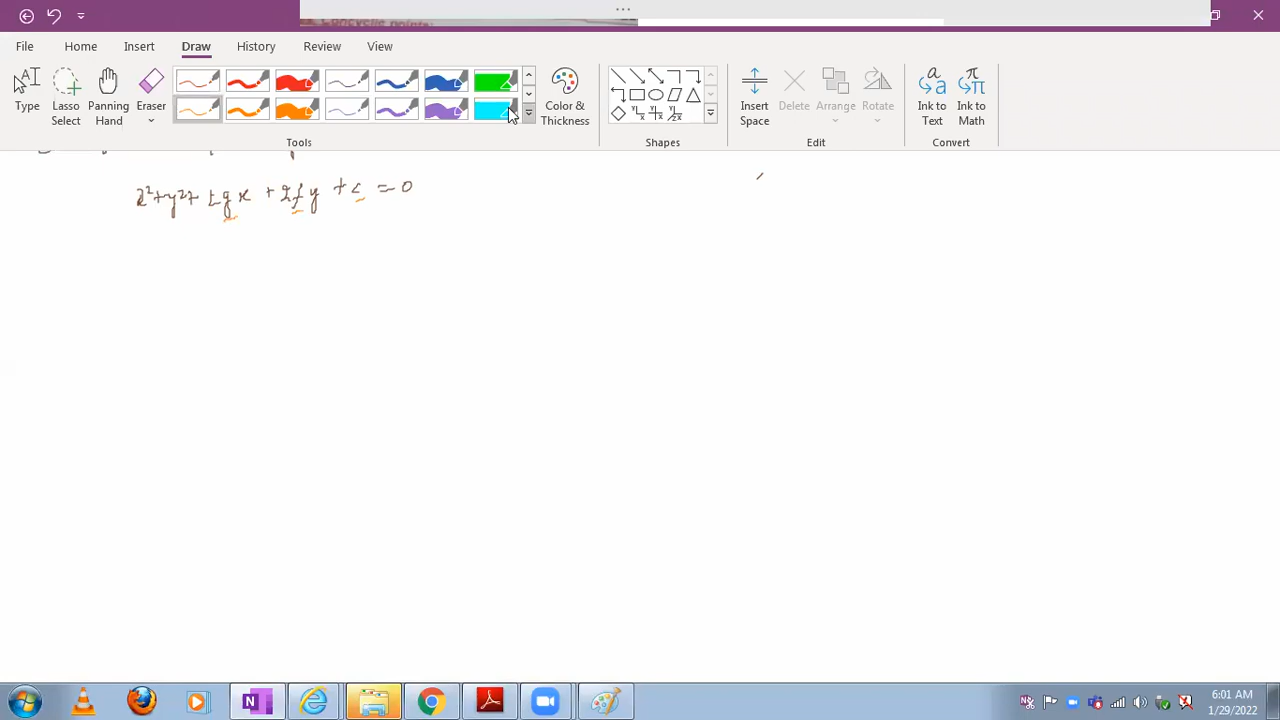 File Home Insert Draw History Review View
Type Lasso Select Panning Hand Eraser Color & Thickness Insert Space Delete Arrange Rotate Ink to Text Ink to Math
Tools Shapes Edit Convert
x²+y²+2gx + 2fy + c = 0
6:01 AM
1/29/2022